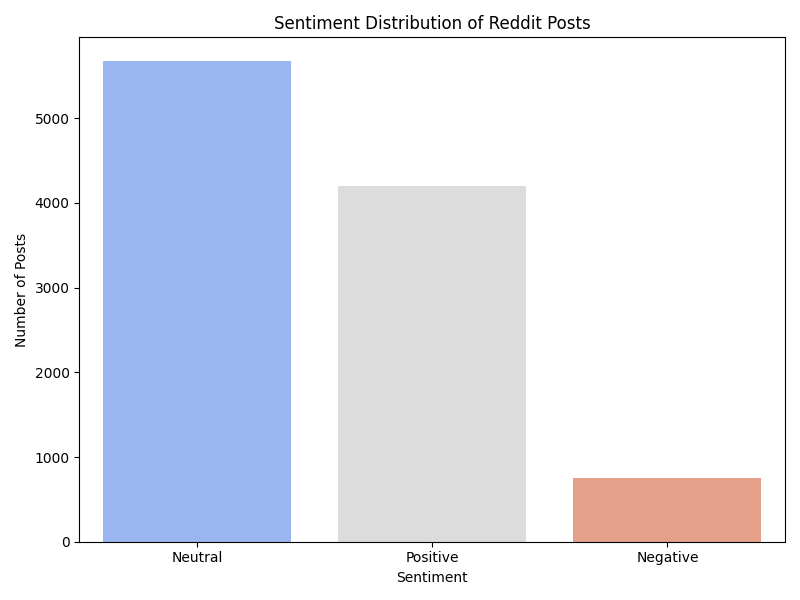 Sentiment Distribution of Reddit Posts
Number of Posts
5000
4000
3000
2000
1000
0
Neutral
Positive
Negative
Sentiment